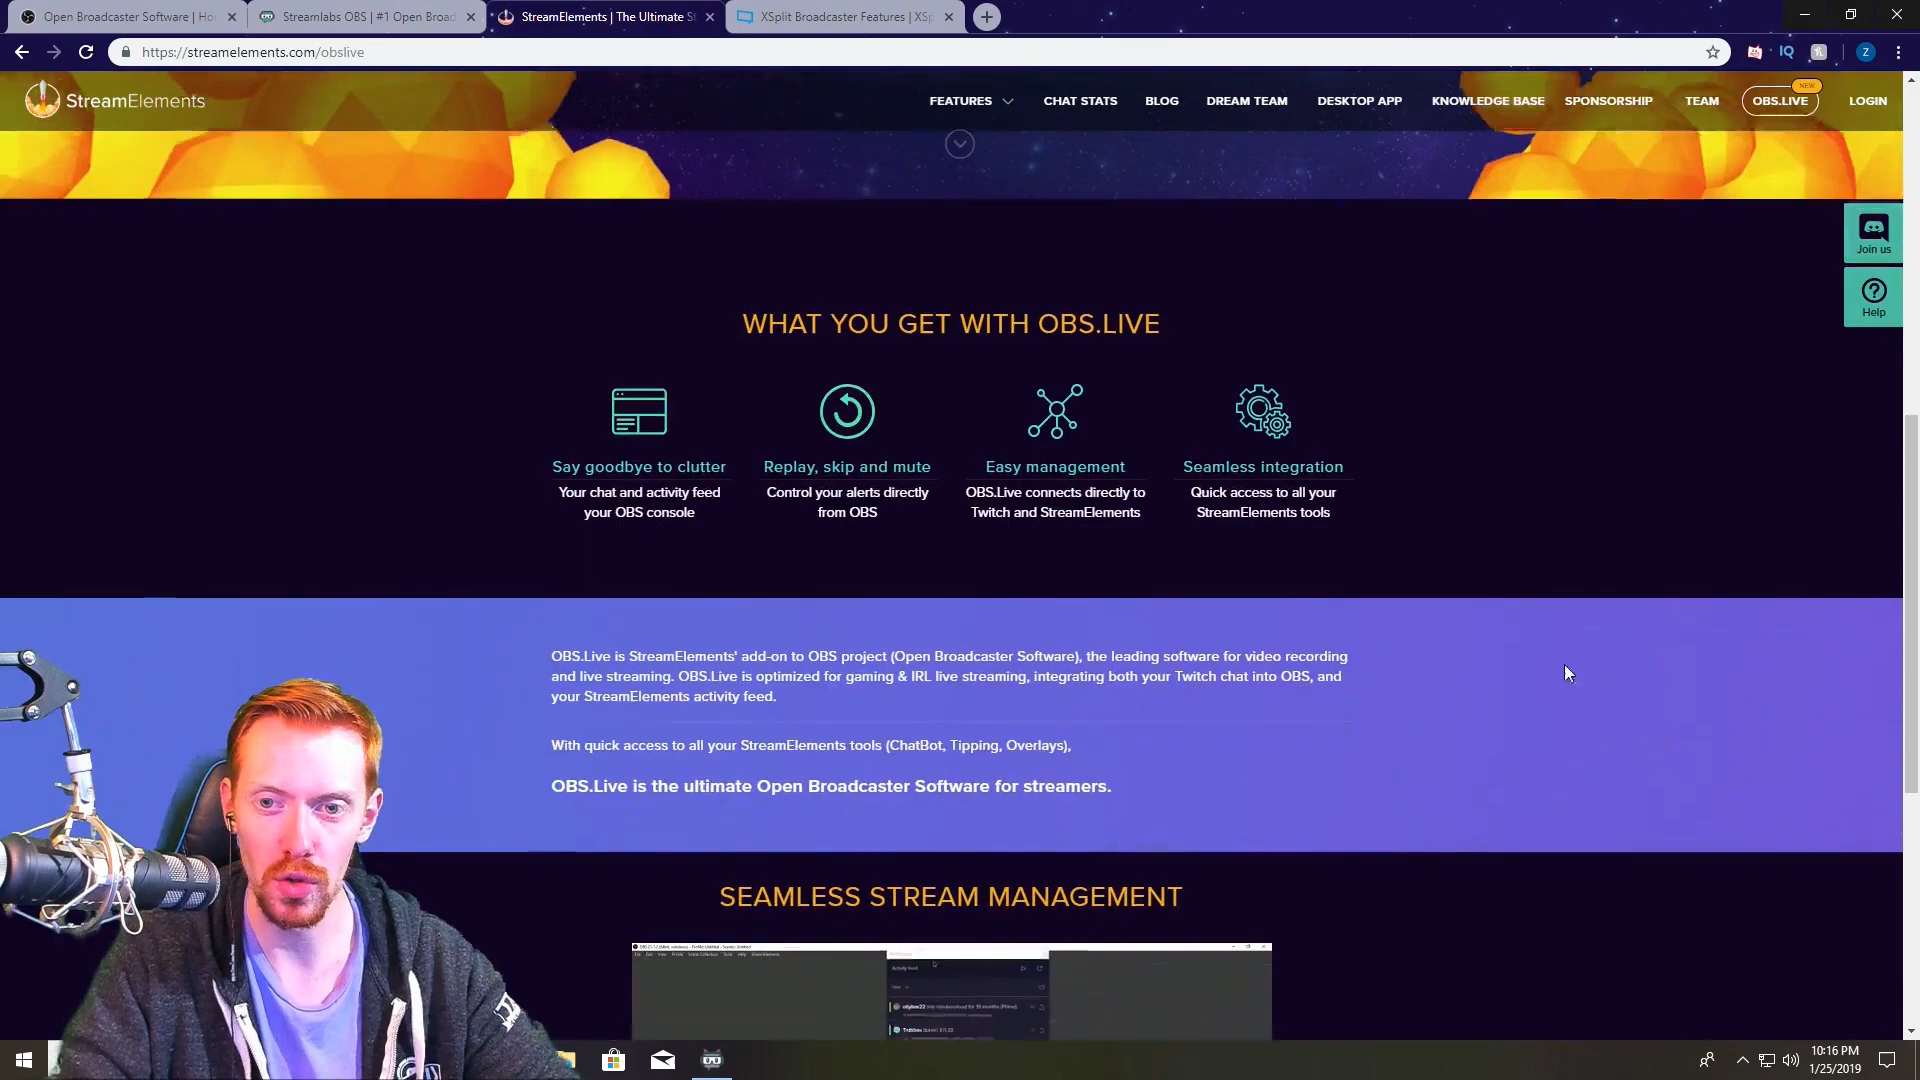 Open Broadcaster Software | Ho
Streamlabs OBS | #1 Open Broad
StreamElements | The Ultimate S
XSplit Broadcaster Features | XSp
https://streamelements.com/obslive
IQ
Z
StreamElements
FEATURES
CHAT STATS
BLOG
DREAM TEAM
DESKTOP APP
KNOWLEDGE BASE
SPONSORSHIP
TEAM
NEW
OBS.LIVE
LOGIN
Join us
Help
WHAT YOU GET WITH OBS.LIVE
Say goodbye to clutter
Your chat and activity feed
your OBS console
Replay, skip and mute
Control your alerts directly
from OBS
Easy management
OBS.Live connects directly to
Twitch and StreamElements
Seamless integration
Quick access to all your
StreamElements tools
OBS.Live is StreamElements' add-on to OBS project (Open Broadcaster Software), the leading software for video recording
and live streaming. OBS.Live is optimized for gaming & IRL live streaming, integrating both your Twitch chat into OBS, and
your StreamElements activity feed.
With quick access to all your StreamElements tools (ChatBot, Tipping, Overlays),
OBS.Live is the ultimate Open Broadcaster Software for streamers.
SEAMLESS STREAM MANAGEMENT
Activity feed
10:16 PM
1/25/2019